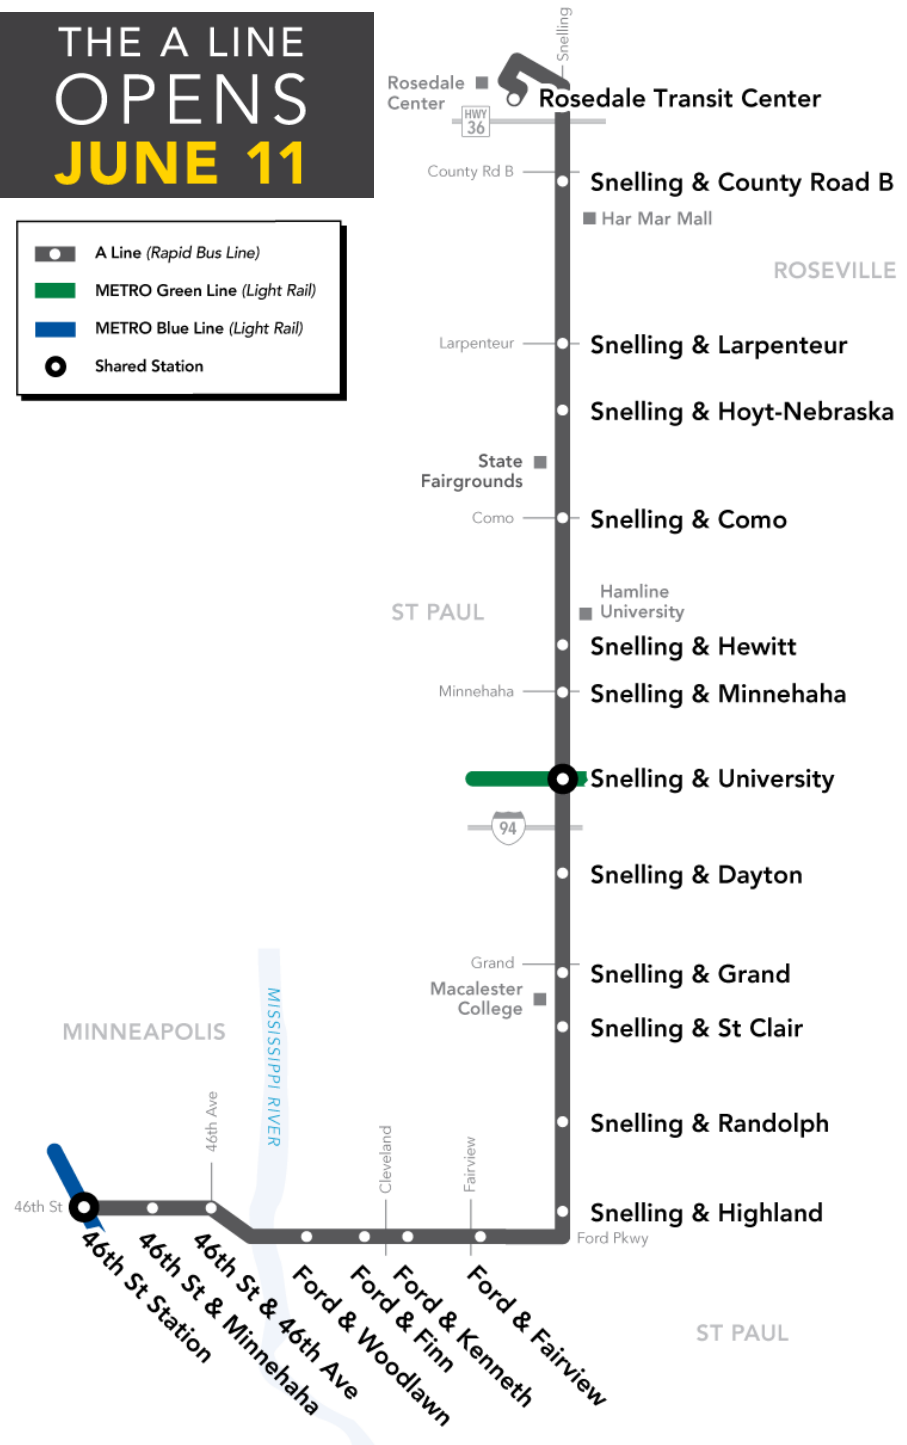 THE A LINE
OPENS
JUNE 11
A Line (Rapid Bus Line)
METRO Green Line (Light Rail)
METRO Blue Line (Light Rail)
Shared Station
Snelling
Rosedale
Center
HWY
36
Rosedale Transit Center
County Rd B
Snelling & County Road B
Har Mar Mall
ROSEVILLE
Larpenteur
Snelling & Larpenteur
Snelling & Hoyt-Nebraska
State
Fairgrounds
Como
Snelling & Como
Hamline
University
ST PAUL
Snelling & Hewitt
Minnehaha
Snelling & Minnehaha
Snelling & University
94
Snelling & Dayton
Grand
Snelling & Grand
Macalester
College
Snelling & St Clair
MINNEAPOLIS
MISSISSIPPI RIVER
Snelling & Randolph
46th Ave
Cleveland
Fairview
46th St
Snelling & Highland
Ford Pkwy
46th St Station
46th St & Minnehaha
46th St & 46th Ave
Ford & Woodlawn
Ford & Finn
Ford & Kenneth
Ford & Fairview
ST PAUL